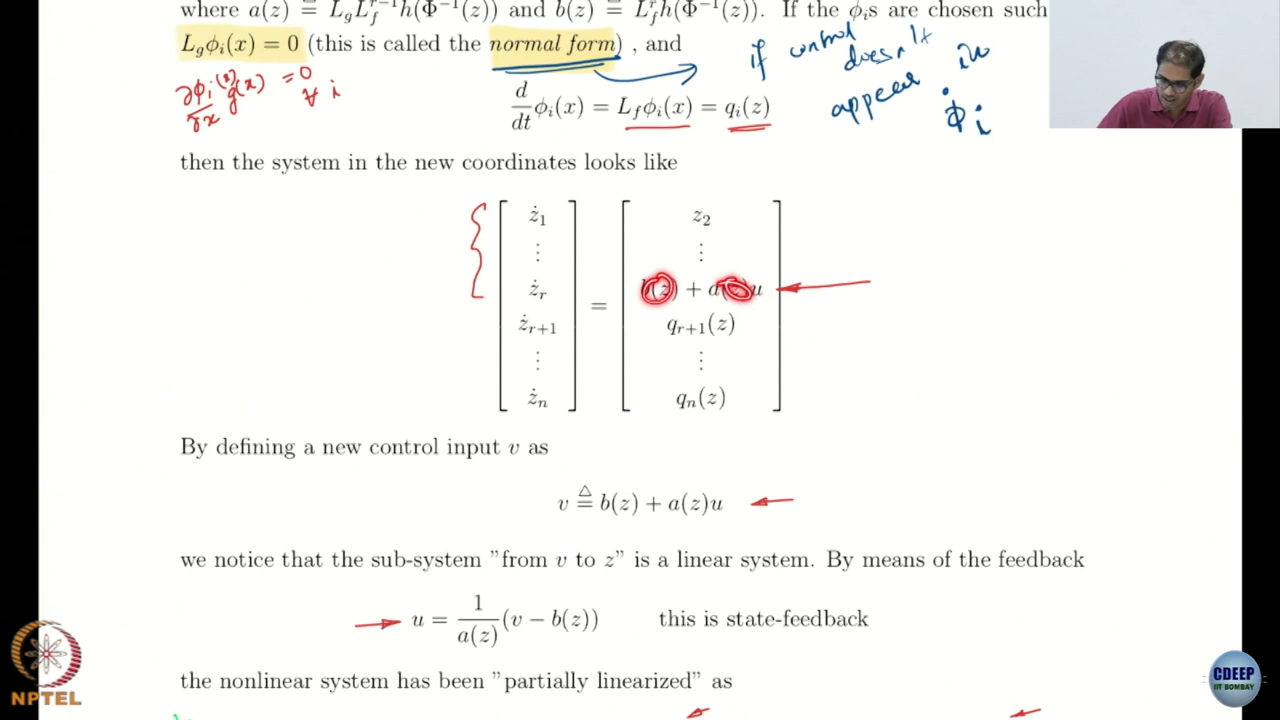 where a(z) ≜ L_g L_f^{r−1} h(Φ^{−1}(z)) and b(z) ≜ L_f^r h(Φ^{−1}(z)). If the ϕ_i s are chosen such
L_g ϕ_i(x) = 0 (this is called the normal form) , and
if control doesn't appear in ϕ̇_i
∂ϕ_i(x)/∂x g(x) = 0 ∀ i
d/dt ϕ_i(x) = L_f ϕ_i(x) = q_i(z)
then the system in the new coordinates looks like
ż_1 z_2
⋮ ⋮
ż_r b(z) + a(z)u
=
ż_{r+1} q_{r+1}(z)
⋮ ⋮
ż_n q_n(z)
By defining a new control input v as
v ≜ b(z) + a(z)u
we notice that the sub-system ”from v to z” is a linear system. By means of the feedback
u = 1/a(z) (v − b(z)) this is state-feedback
the nonlinear system has been ”partially linearized” as
NPTEL
CDEEP
IIT BOMBAY